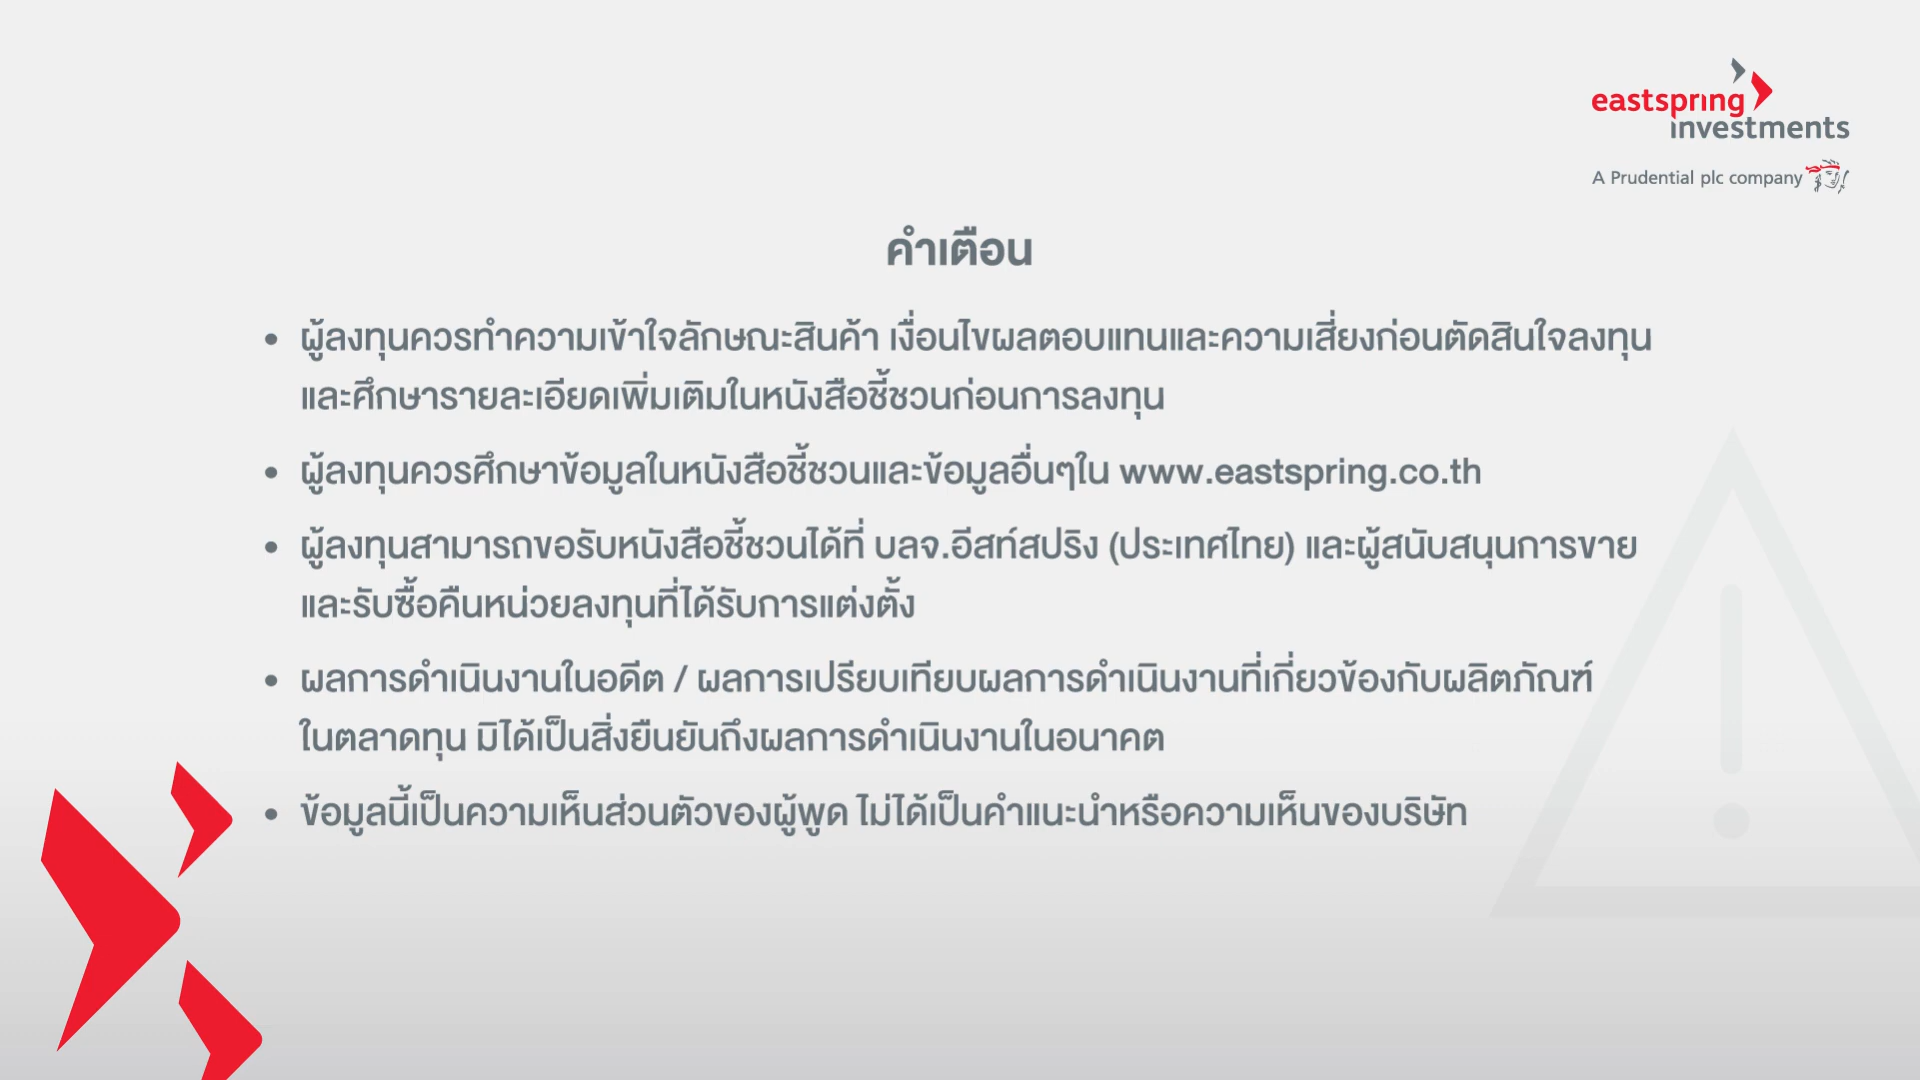 eastspring
investments
A Prudential plc company
คำเตือน
• ผู้ลงทุนควรทำความเข้าใจลักษณะสินค้า เงื่อนไขผลตอบแทนและความเสี่ยงก่อนตัดสินใจลงทุน
และศึกษารายละเอียดเพิ่มเติมในหนังสือชี้ชวนก่อนการลงทุน
• ผู้ลงทุนควรศึกษาข้อมูลในหนังสือชี้ชวนและข้อมูลอื่นๆใน www.eastspring.co.th
• ผู้ลงทุนสามารถขอรับหนังสือชี้ชวนได้ที่ บลจ.อีสท์สปริง (ประเทศไทย) และผู้สนับสนุนการขาย
และรับซื้อคืนหน่วยลงทุนที่ได้รับการแต่งตั้ง
• ผลการดำเนินงานในอดีต / ผลการเปรียบเทียบผลการดำเนินงานที่เกี่ยวข้องกับผลิตภัณฑ์
ในตลาดทุน มิได้เป็นสิ่งยืนยันถึงผลการดำเนินงานในอนาคต
• ข้อมูลนี้เป็นความเห็นส่วนตัวของผู้พูด ไม่ได้เป็นคำแนะนำหรือความเห็นของบริษัท